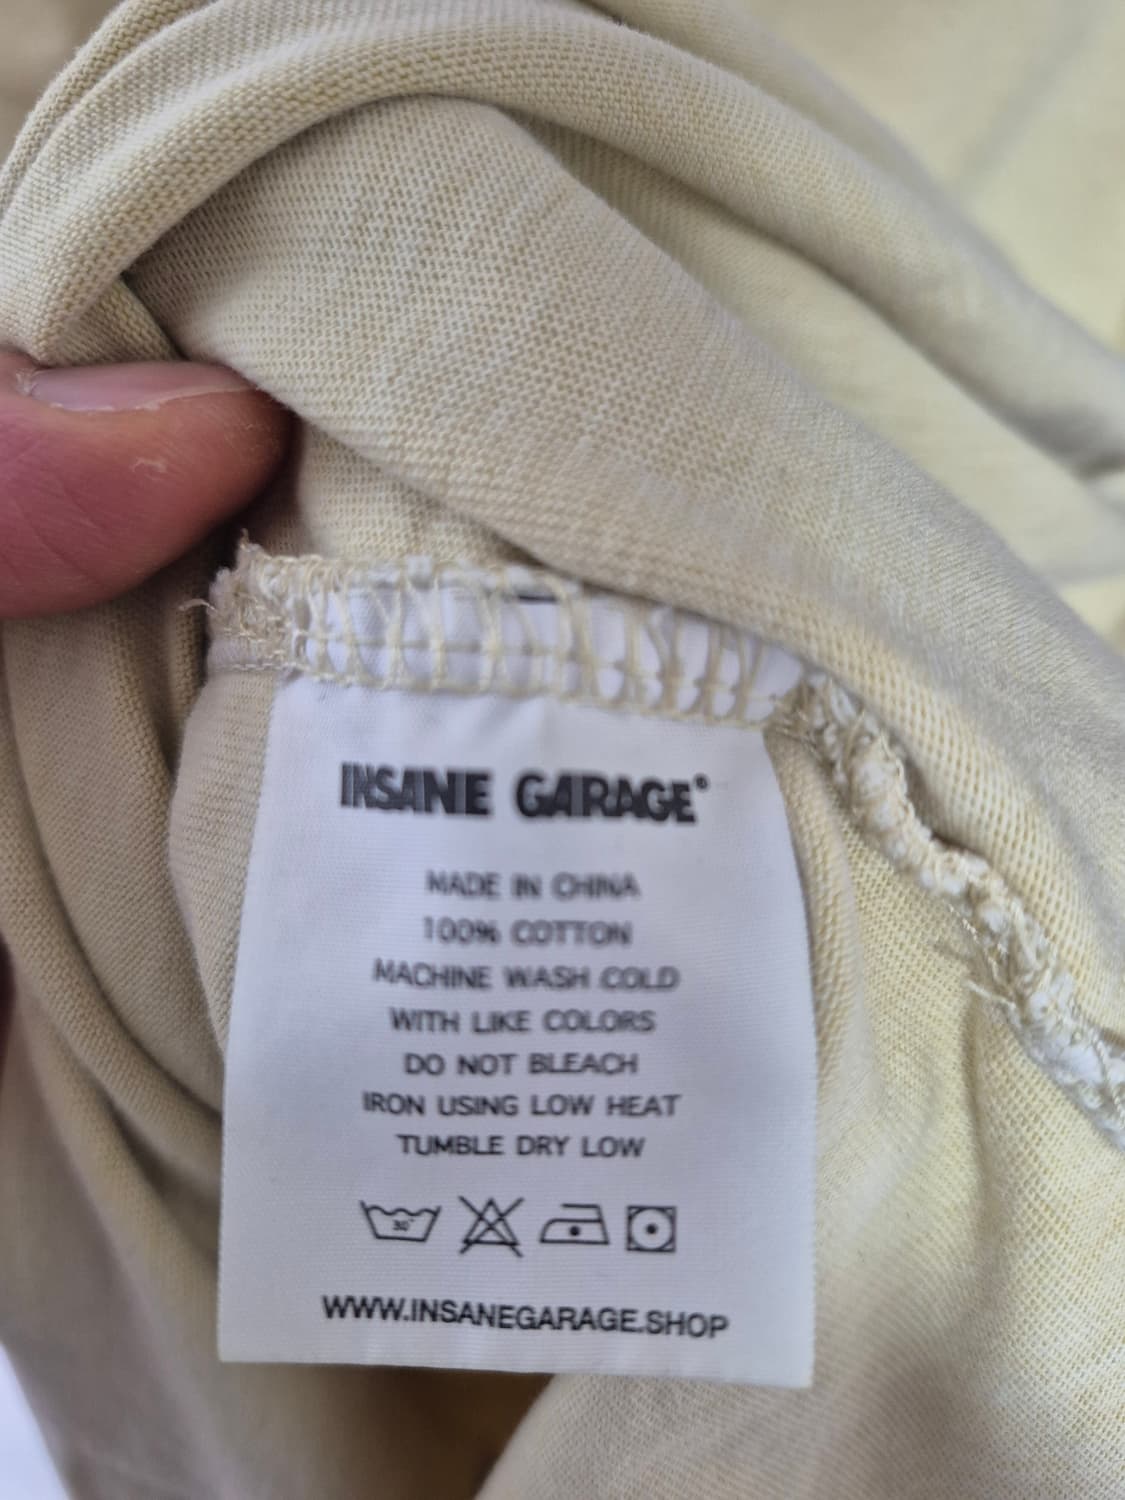 INSANE GARAGE®
MADE IN CHINA
100% COTTON
MACHINE WASH COLD
WITH LIKE COLORS
DO NOT BLEACH
IRON USING LOW HEAT
TUMBLE DRY LOW
30°
WWW.INSANEGARAGE.SHOP